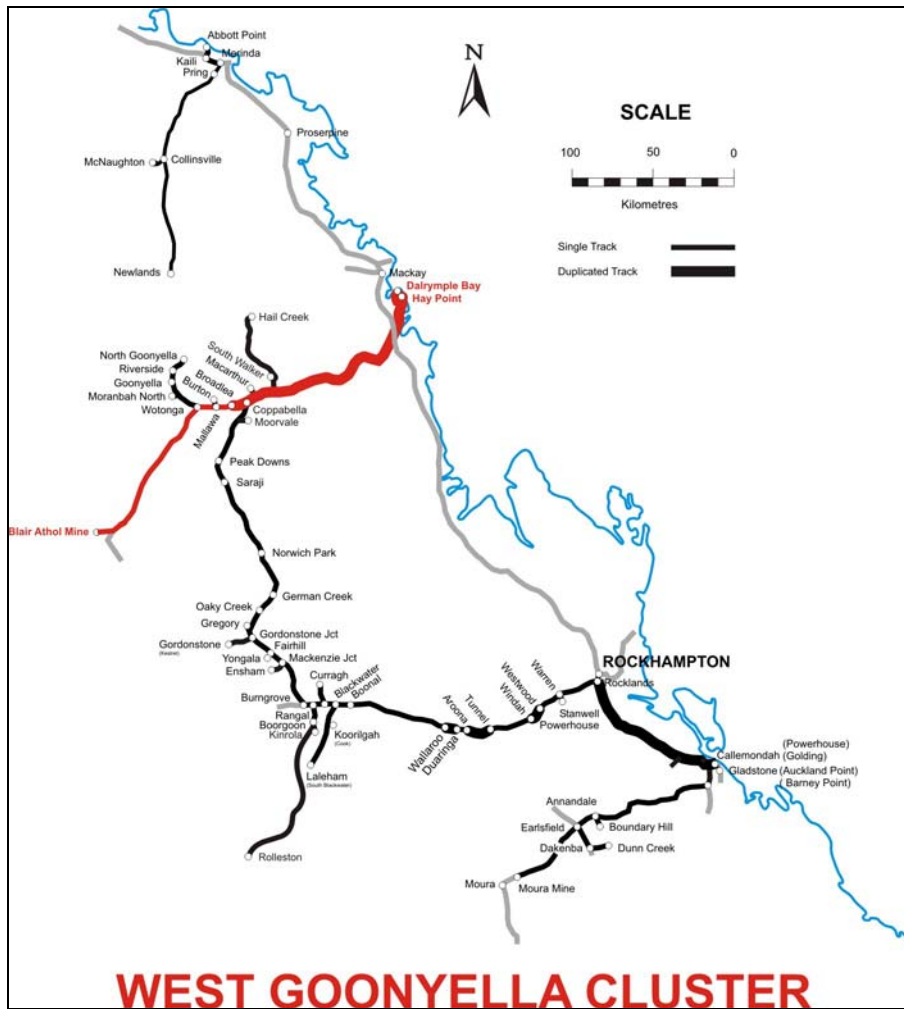 Abbott Point
Kaili
Merinda
Pring
N
SCALE
100 50 0
Kilometres
Single Track
Duplicated Track
Proserpine
McNaughton
Collinsville
Newlands
Mackay
Dalrymple Bay
Hay Point
Hail Creek
North Goonyella
Riverside
Goonyella
Moranbah North
Wotonga
South Walker
Macarthur
Broadlea
Burton
Mallawa
Coppabella
Moorvale
Peak Downs
Saraji
Blair Athol Mine
Norwich Park
German Creek
Oaky Creek
Gregory
Gordonstone Jct
Gordonstone
(Kestrel)
Fairhill
Yongala
Mackenzie Jct
Ensham
Curragh
Burngrove
Blackwater
Boonal
Rangal
Boorgoon
Kinrola
Koorilgah
(Cook)
Laleham
(South Blackwater)
Rolleston
Wallaroo
Duaringa
Aroona
Tunnel
Windah
Westwood
Warren
Stanwell
Powerhouse
ROCKHAMPTON
Rocklands
Callemondah (Powerhouse)
(Golding)
Gladstone (Auckland Point)
( Barney Point)
Annandale
Earlsfield
Boundary Hill
Dakenba
Dunn Creek
Moura
Moura Mine
WEST GOONYELLA CLUSTER